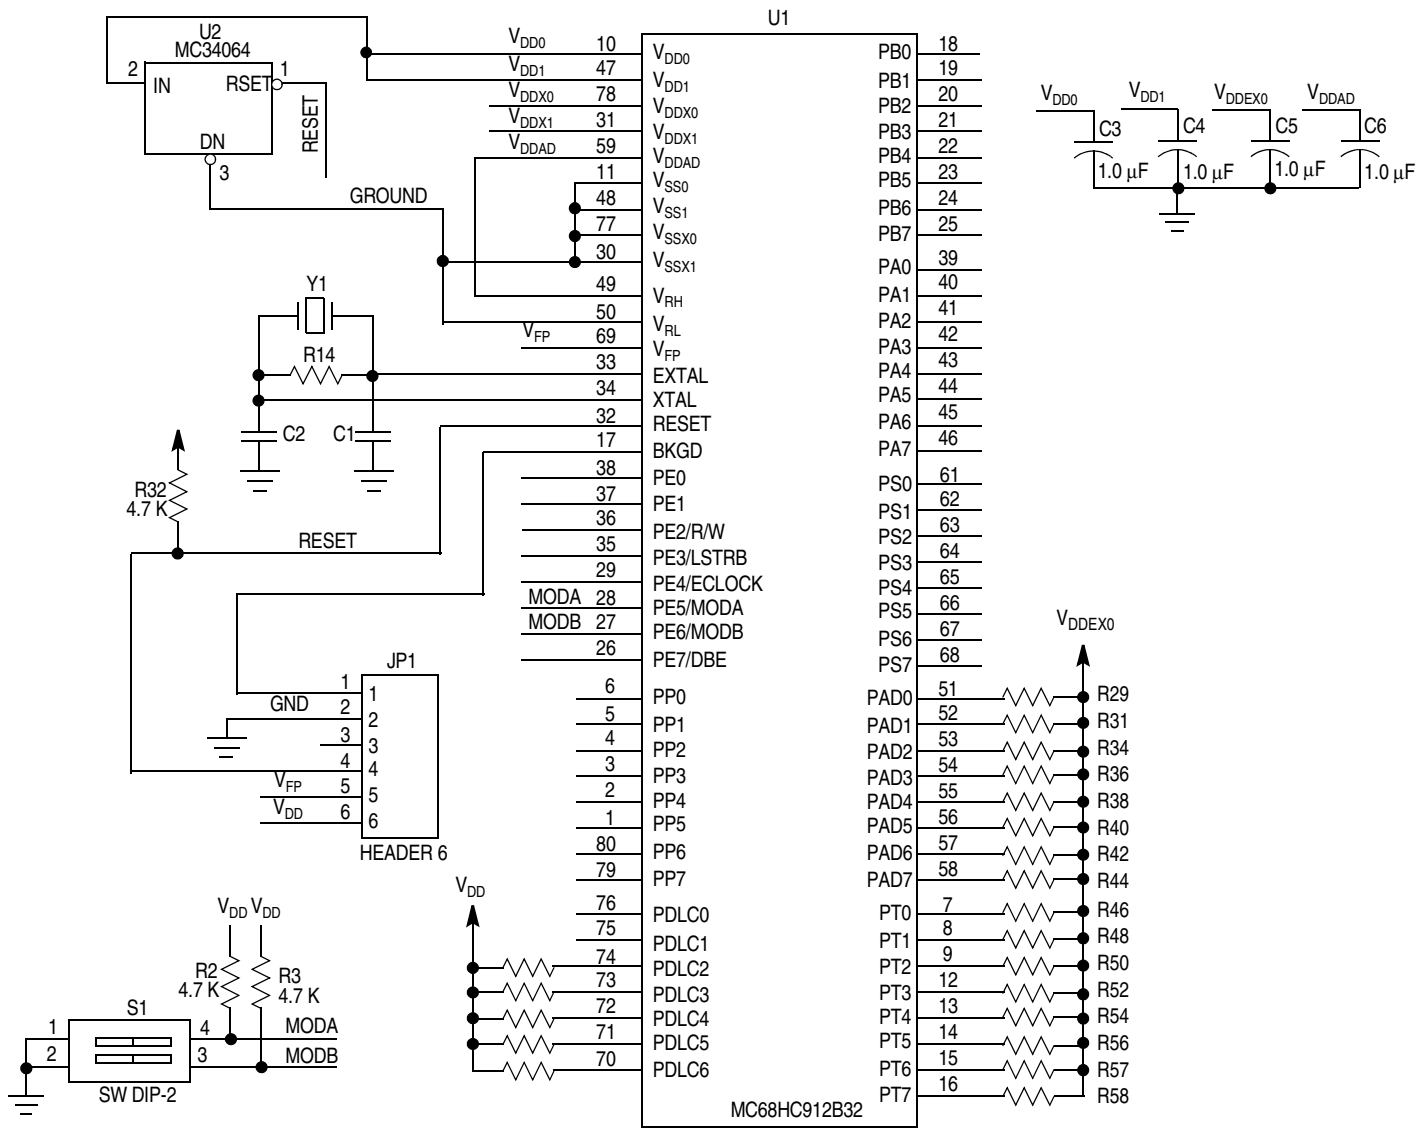 U1
U2
MC34064
2 IN RSET 1
DN
3
RESET
GROUND
VDD0 10 VDD0
VDD1 47 VDD1
VDDX0 78 VDDX0
VDDX1 31 VDDX1
VDDAD 59 VDDAD
11 VSS0
48 VSS1
77 VSSX0
30 VSSX1
49 VRH
50 VRL
VFP 69 VFP
33 EXTAL
34 XTAL
32 RESET
17 BKGD
38 PE0
37 PE1
36 PE2/R/W
35 PE3/LSTRB
29 PE4/ECLOCK
MODA 28 PE5/MODA
MODB 27 PE6/MODB
26 PE7/DBE
6 PP0
5 PP1
4 PP2
3 PP3
2 PP4
1 PP5
80 PP6
79 PP7
76 PDLC0
75 PDLC1
74 PDLC2
73 PDLC3
72 PDLC4
71 PDLC5
70 PDLC6
VDD
Y1
R14
C2 C1
R32
4.7 K
RESET
JP1
1 1
GND 2 2
3 3
4 4
VFP 5 5
VDD 6 6
HEADER 6
VDD VDD
R2
4.7 K
R3
4.7 K
S1
1 4 MODA
2 3 MODB
SW DIP-2
PB0 18
PB1 19
PB2 20
PB3 21
PB4 22
PB5 23
PB6 24
PB7 25
PA0 39
PA1 40
PA2 41
PA3 42
PA4 43
PA5 44
PA6 45
PA7 46
PS0 61
PS1 62
PS2 63
PS3 64
PS4 65
PS5 66
PS6 67
PS7 68
VDDEX0
PAD0 51 R29
PAD1 52 R31
PAD2 53 R34
PAD3 54 R36
PAD4 55 R38
PAD5 56 R40
PAD6 57 R42
PAD7 58 R44
PT0 7 R46
PT1 8 R48
PT2 9 R50
PT3 12 R52
PT4 13 R54
PT5 14 R56
PT6 15 R57
PT7 16 R58
MC68HC912B32
VDD0 VDD1 VDDEX0 VDDAD
C3 C4 C5 C6
1.0 µF 1.0 µF 1.0 µF 1.0 µF